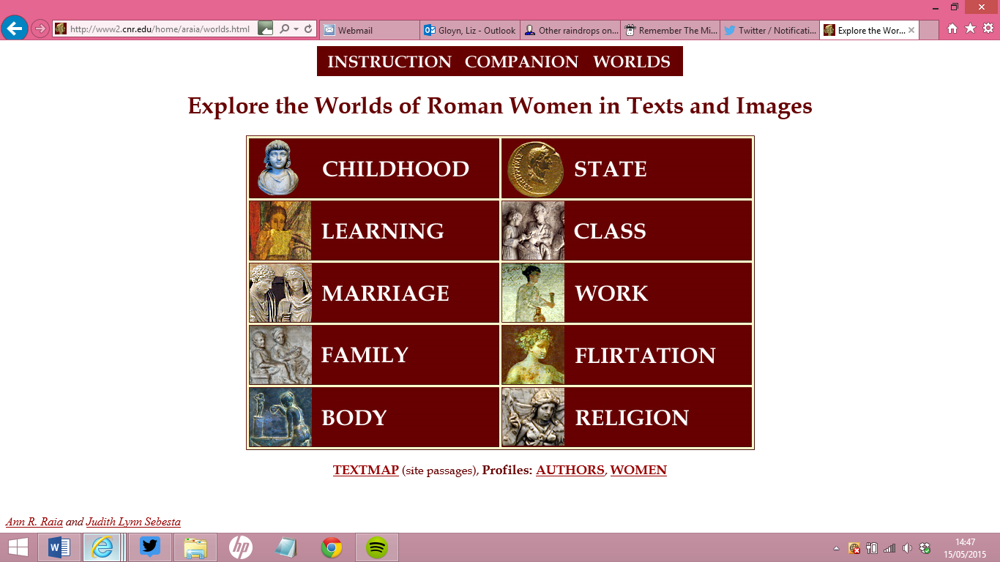 http://www2.cnr.edu/home/araia/worlds.html
Webmail
Gloyn, Liz - Outlook
Other raindrops on...
Remember The Mi...
Twitter / Notificati...
Explore the Wor...
INSTRUCTION COMPANION WORLDS
Explore the Worlds of Roman Women in Texts and Images
CHILDHOOD
STATE
LEARNING
CLASS
MARRIAGE
WORK
FAMILY
FLIRTATION
BODY
RELIGION
TEXTMAP (site passages), Profiles: AUTHORS, WOMEN
Ann R. Raia and Judith Lynn Sebesta
14:47
15/05/2015